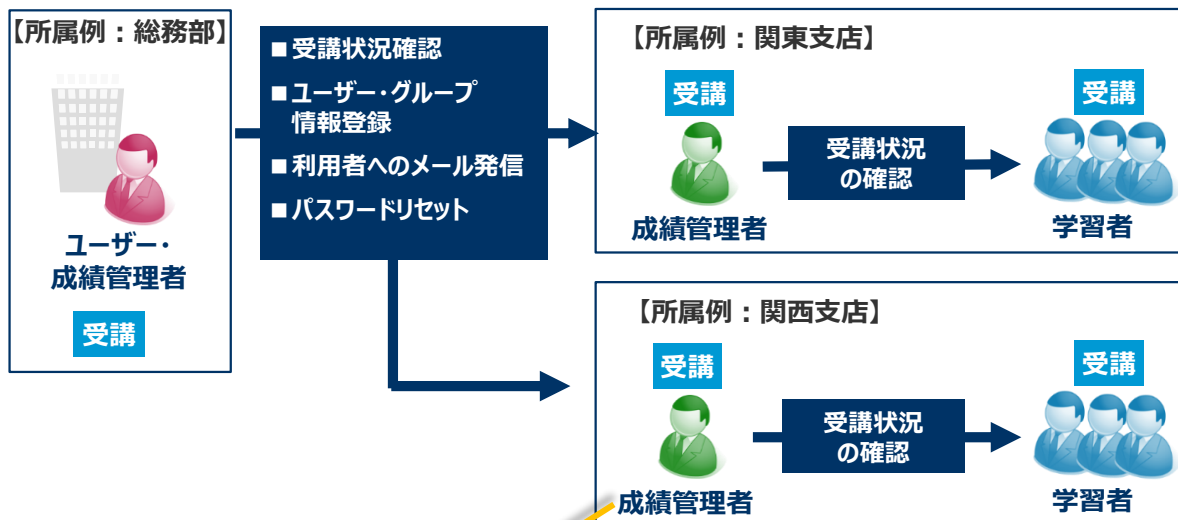 【所属例：総務部】
ユーザー・
成績管理者
受講
■受講状況確認
■ユーザー・グループ
情報登録
■利用者へのメール発信
■パスワードリセット
【所属例：関東支店】
受講
成績管理者
受講状況
の確認
受講
学習者
【所属例：関西支店】
受講
成績管理者
受講状況
の確認
受講
学習者